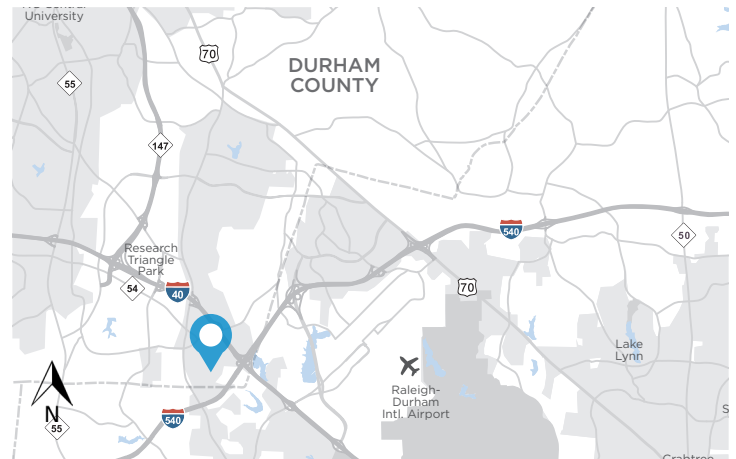 University
70
DURHAM
COUNTY
55
147
540
50
Research
Triangle
Park
54
40
70
Lake
Lynn
Raleigh-
Durham
Intl. Airport
N
55
540
Crabtree